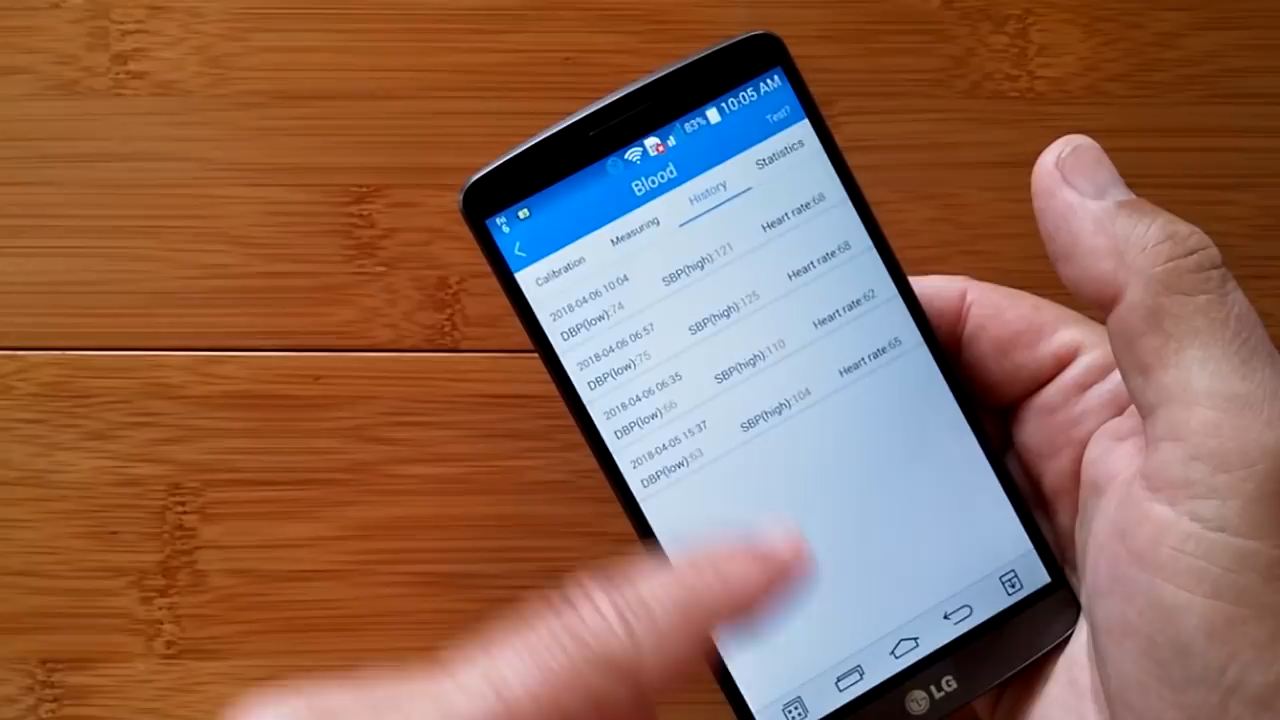 Fri
6
83% 10:05 AM
Blood
Test?
Calibration Measuring History Statistics
2018-04-06 10:04
DBP(low):74 SBP(high):121 Heart rate:68
2018-04-06 06:57
DBP(low):75 SBP(high):125 Heart rate:68
2018-04-06 06:35
DBP(low):66 SBP(high):110 Heart rate:62
2018-04-05 15:37
DBP(low):63 SBP(high):104 Heart rate:65
LG